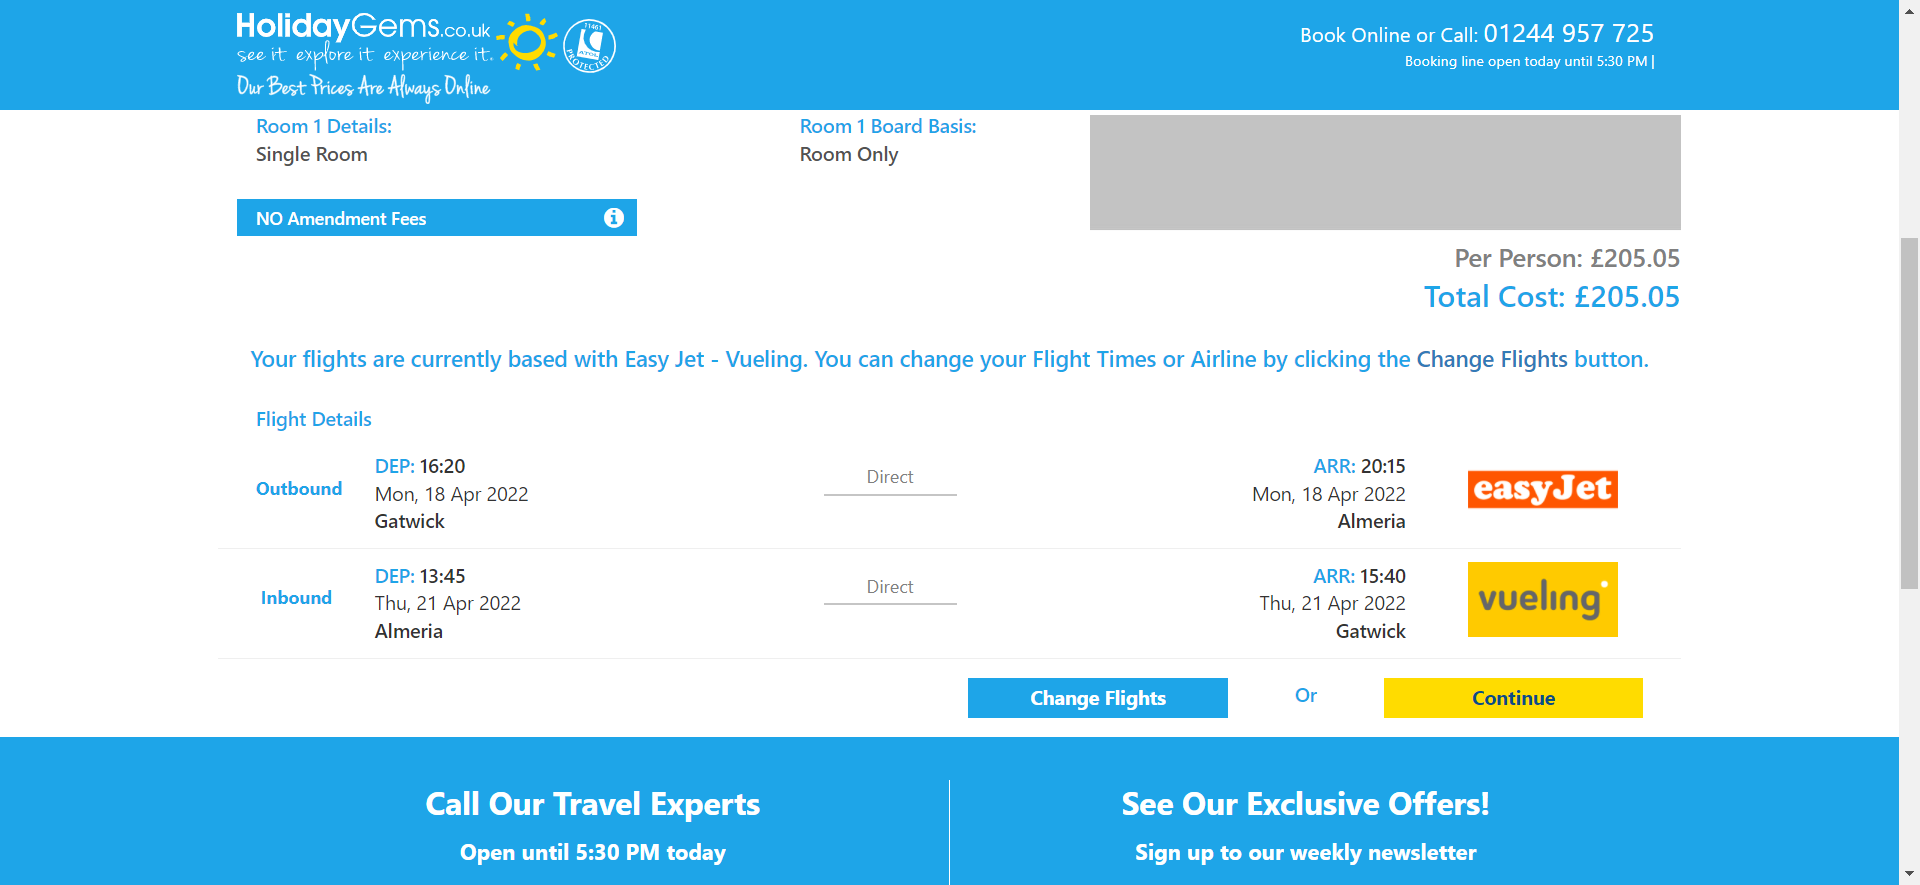 HolidayGems.co.uk
see it explore it experience it.
Our Best Prices Are Always Online
11461
ATOL
PROTECTED
Book Online or Call: 01244 957 725
Booking line open today until 5:30 PM |
Room 1 Details:
Single Room
Room 1 Board Basis:
Room Only
NO Amendment Fees
Per Person: £205.05
Total Cost: £205.05
Your flights are currently based with Easy Jet - Vueling. You can change your Flight Times or Airline by clicking the Change Flights button.
Flight Details
Outbound
DEP: 16:20
Mon, 18 Apr 2022
Gatwick
Direct
ARR: 20:15
Mon, 18 Apr 2022
Almeria
easyJet
Inbound
DEP: 13:45
Thu, 21 Apr 2022
Almeria
Direct
ARR: 15:40
Thu, 21 Apr 2022
Gatwick
vueling
Change Flights
Or
Continue
Call Our Travel Experts
Open until 5:30 PM today
See Our Exclusive Offers!
Sign up to our weekly newsletter